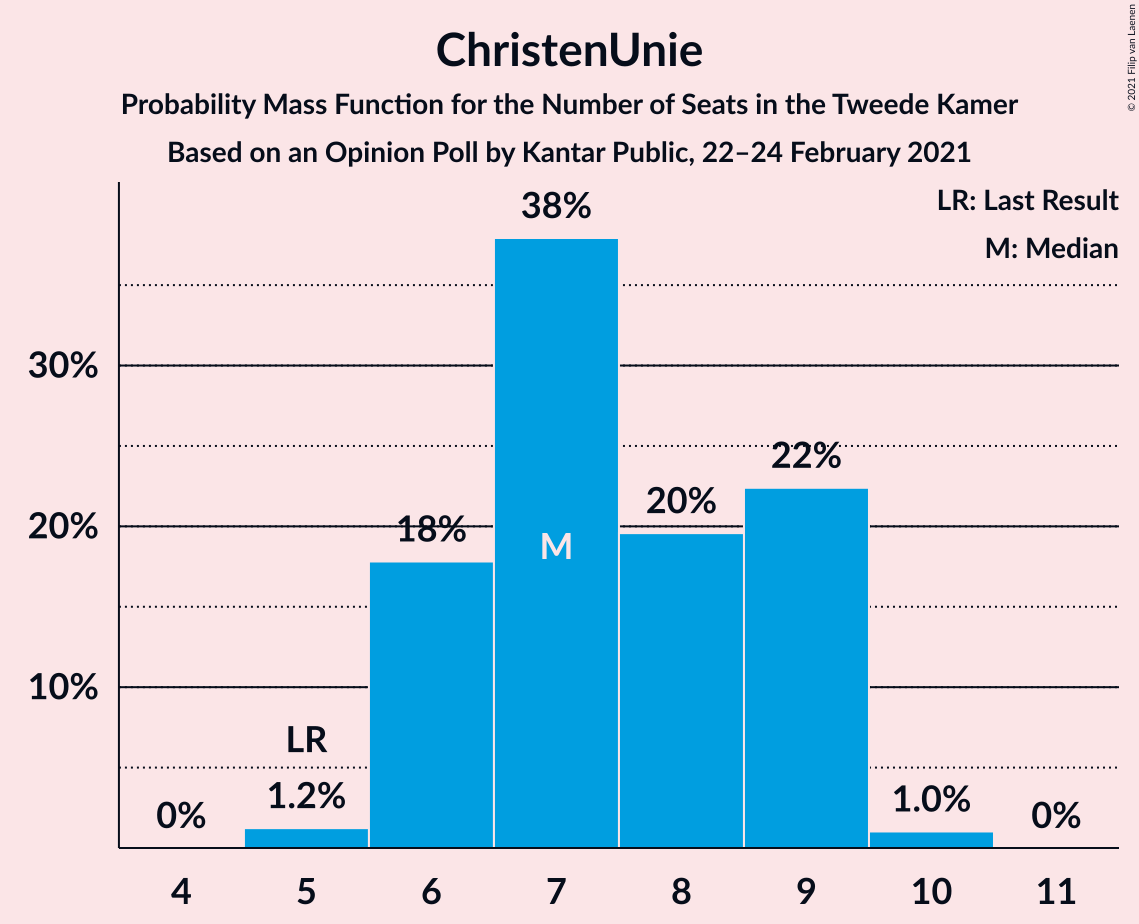 ChristenUnie
Probability Mass Function for the Number of Seats in the Tweede Kamer
Based on an Opinion Poll by Kantar Public, 22–24 February 2021
© 2021 Filip van Laenen
LR: Last Result
M: Median
38%
30%
22%
20%
20%
18%
M
10%
LR
1.2%
1.0%
0%
0%
4 5 6 7 8 9 10 11